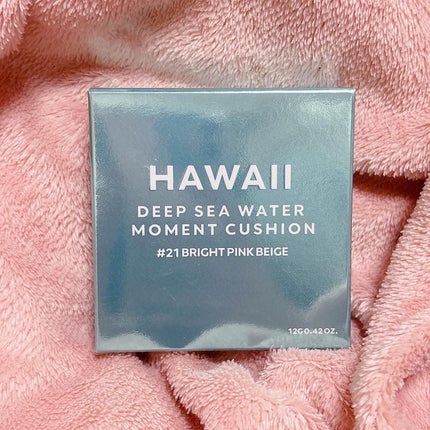 HAWAII
DEEP SEA WATER
MOMENT CUSHION
#21 BRIGHT PINK BEIGE
12G 0.42 OZ.